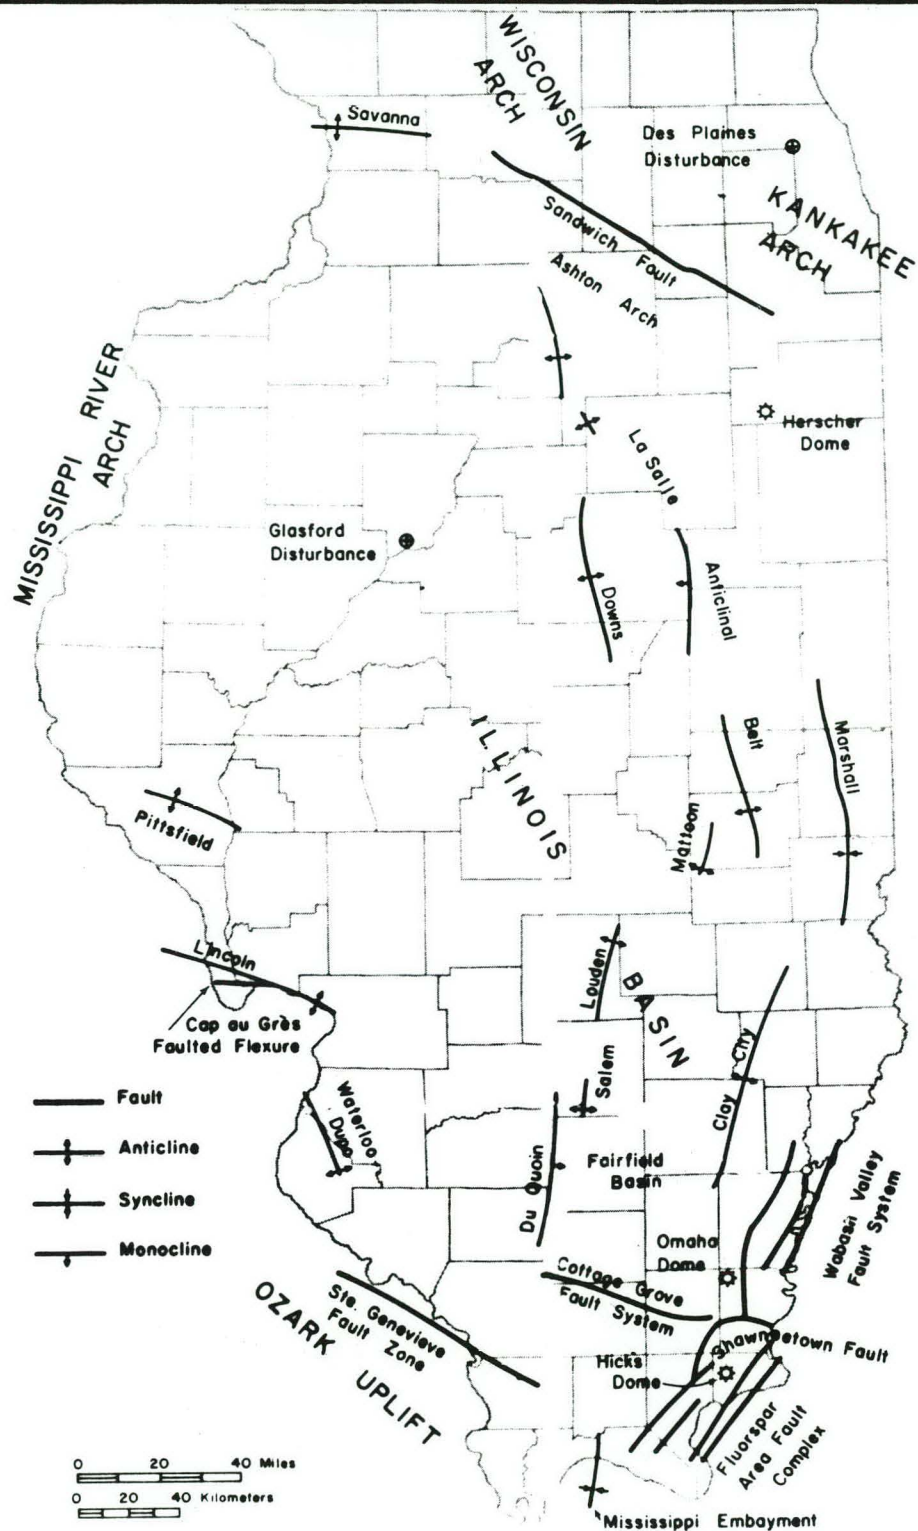 WISCONSIN
ARCH
Savanna
Des Plaines
Disturbance
KANKAKEE
ARCH
Sandwich Fault
Ashton Arch
MISSISSIPPI RIVER
ARCH
Herscher
Dome
La Salle
Glasford
Disturbance
Downs
Anticlinal
ILLINOIS
Belt
Marshall
Pittsfield
Mattoon
Lincoln
Louden
BASIN
Cap au Grès
Faulted Flexure
Clay City
Salem
Fault
Waterloo
Dupo
Anticline
Du Quoin
Fairfield
Basin
Syncline
Wabash Valley
Fault System
Monocline
Omaha
Dome
Cottage Grove
Fault System
OZARK UPLIFT
Ste. Genevieve
Fault Zone
Shawneetown Fault
Hicks
Dome
Fluorspar
Area Fault
Complex
0 20 40 Miles
0 20 40 Kilometers
Mississippi Embayment